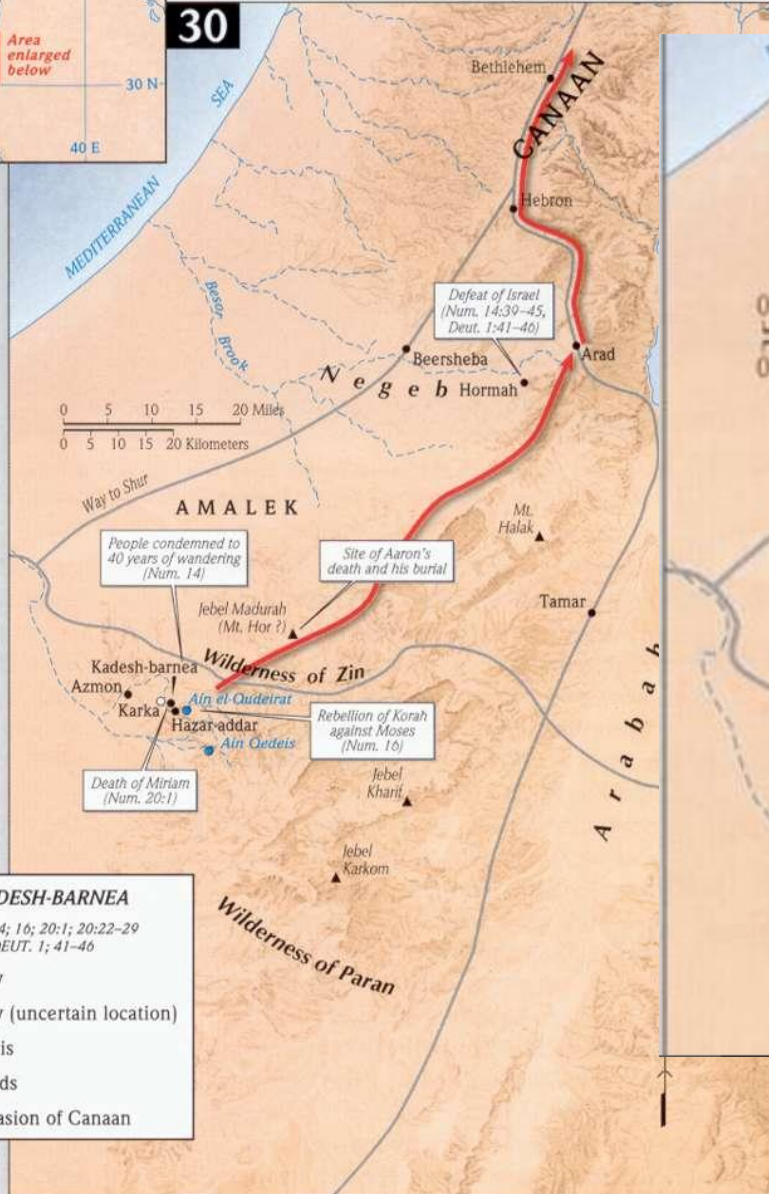 30
Area
enlarged
below
30 N
40 E
SEA
MEDITERRANEAN
Bethlehem
CANAAN
Hebron
Defeat of Israel
(Num. 14:39–45,
Deut. 1:41–46)
Besor
Brook
Beersheba
Arad
Negeb
Hormah
0 5 10 20 Miles
0 5 10 15 20 Kilometers
Way to Shur
AMALEK
Mt.
Halak
People condemned to
40 years of wandering
(Num. 14)
Site of Aaron's
death and his burial
Jebel Madurah
(Mt. Hor ?)
Tamar
Wilderness of Zin
Kadesh-barnea
Azmon
Ain el-Qudeirat
Karka
Hazar-addar
Rebellion of Korah
against Moses
(Num. 16)
Ain Qedeis
Death of Miriam
(Num. 20:1)
Jebel
Kharif
Arabah
Jebel
Karkom
Wilderness of Paran
DESH-BARNEA
4; 16; 20:1; 20:22–29
EUT. 1; 41–46
y (uncertain location)
is
ds
asion of Canaan